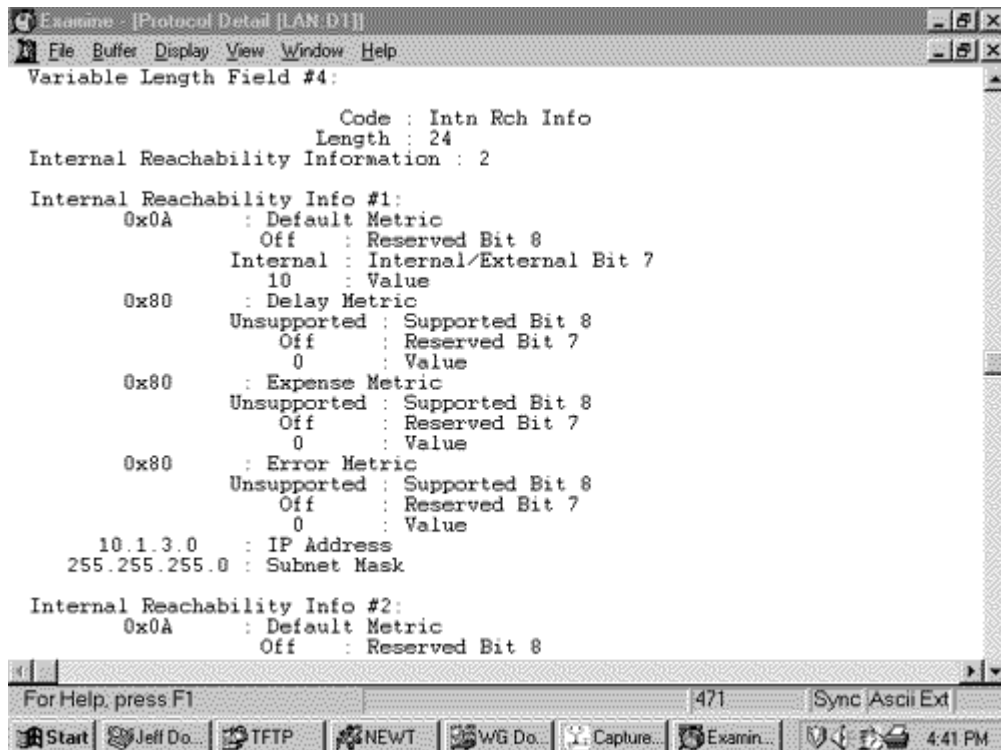 Examine - [Protocol Detail [LAN:D1]]
File Buffer Display View Window Help
Variable Length Field #4:
Code : Intn Rch Info
Length : 24
Internal Reachability Information : 2
Internal Reachability Info #1:
0x0A : Default Metric
Off : Reserved Bit 8
Internal : Internal/External Bit 7
10 : Value
0x80 : Delay Metric
Unsupported : Supported Bit 8
Off : Reserved Bit 7
0 : Value
0x80 : Expense Metric
Unsupported : Supported Bit 8
Off : Reserved Bit 7
0 : Value
0x80 : Error Metric
Unsupported : Supported Bit 8
Off : Reserved Bit 7
0 : Value
10.1.3.0 : IP Address
255.255.255.0 : Subnet Mask
Internal Reachability Info #2:
0x0A : Default Metric
Off : Reserved Bit 8
For Help, press F1 471 Sync Ascii Ext
Start Jeff Do... TFTP NEWT WG Do... Capture... Examin... 4:41 PM